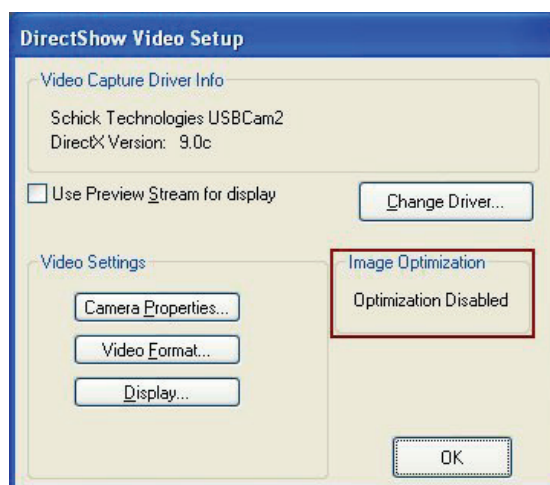 DirectShow Video Setup
Video Capture Driver Info
Schick Technologies USBCam2
DirectX Version: 9.0c
Use Preview Stream for display
Change Driver...
Video Settings
Image Optimization
Camera Properties...
Optimization Disabled
Video Format...
Display...
OK